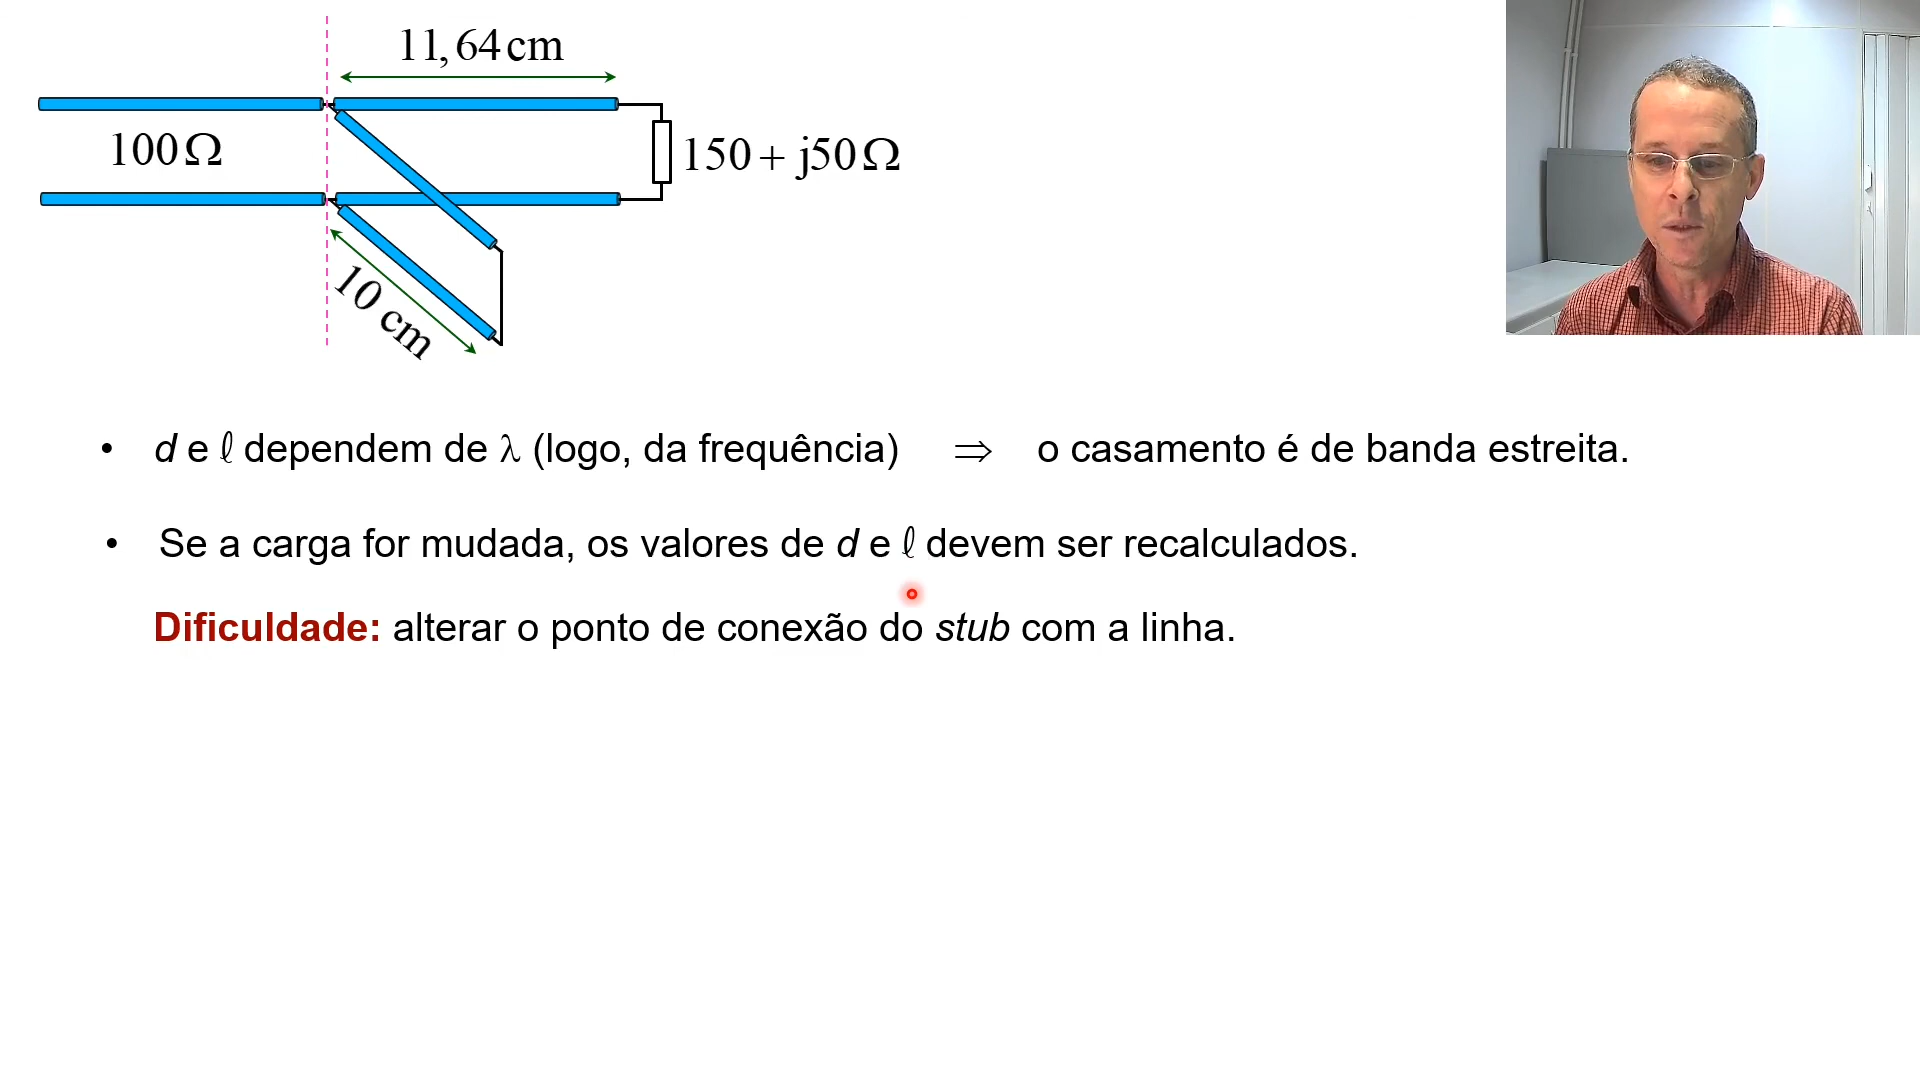 11,64 cm
100 Ω
150 + j50 Ω
10 cm
• d e ℓ dependem de λ (logo, da frequência) ⇒ o casamento é de banda estreita.
• Se a carga for mudada, os valores de d e ℓ devem ser recalculados.
Dificuldade: alterar o ponto de conexão do stub com a linha.